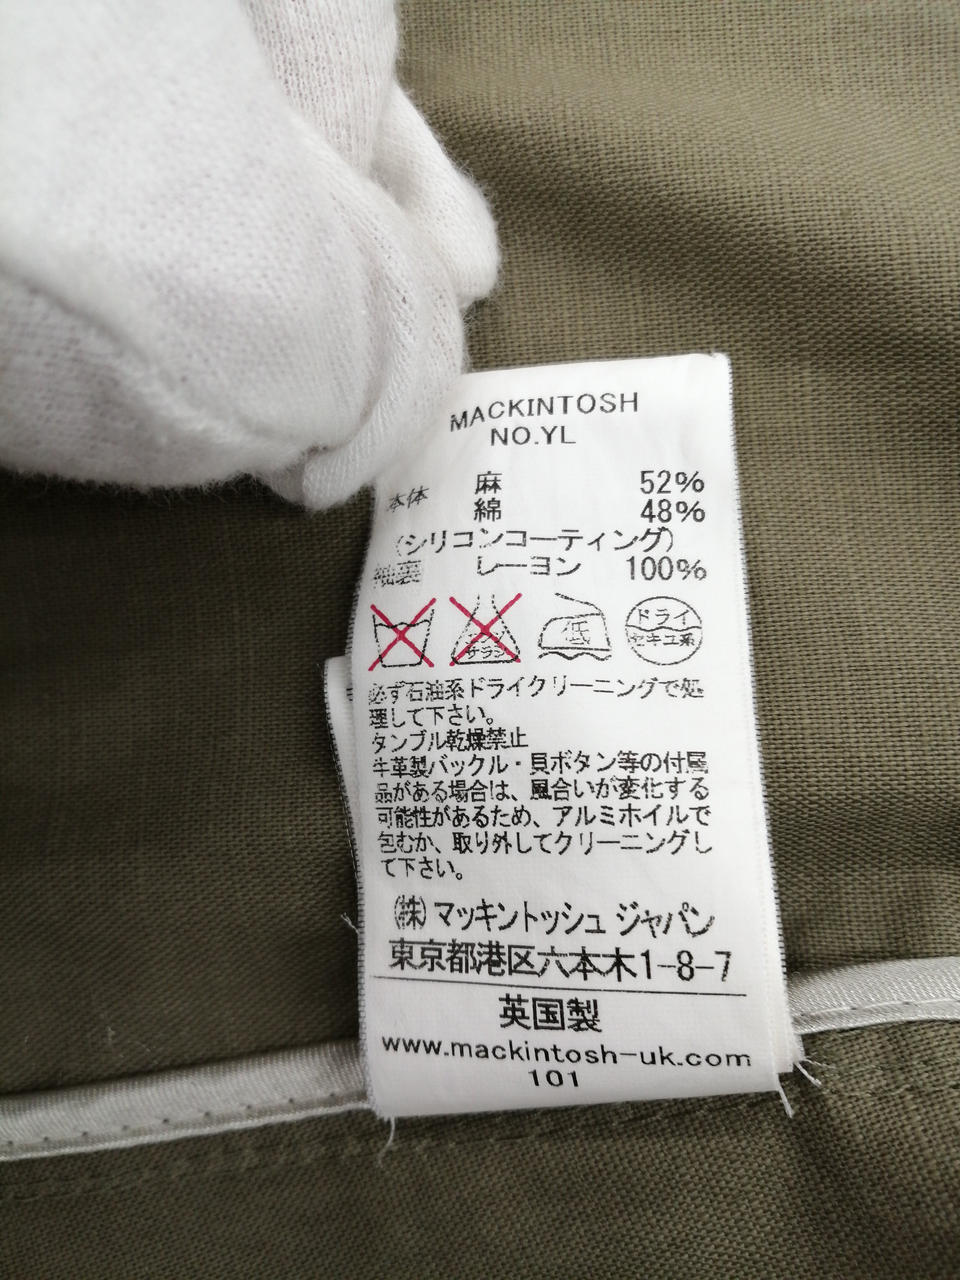 MACKINTOSH
NO.YL
本体 麻 52%
綿 48%
(シリコンコーティング)
袖裏 レーヨン 100%
エンソ サラシ 低 ドライ セキユ系
必ず石油系ドライクリーニングで処
理して下さい。
タンブル乾燥禁止
牛革製バックル・貝ボタン等の付属
品がある場合は、風合いが変化する
可能性があるため、アルミホイルで
包むか、取り外してクリーニングし
て下さい。
(株)マッキントッシュ ジャパン
東京都港区六本木1-8-7
英国製
www.mackintosh-uk.com
101